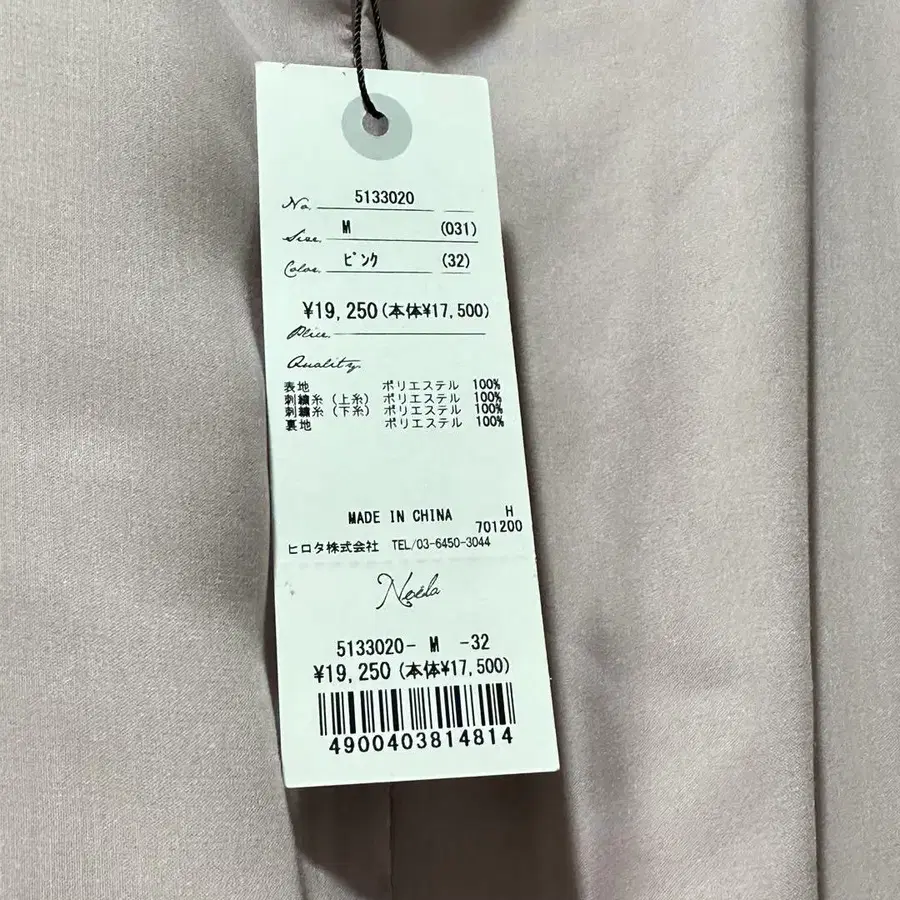 No. 5133020
Size. M (031)
Color. ピンク (32)
¥19,250(本体¥17,500)
Plice.
Quality.
表地 ポリエステル 100%
刺繍糸(上糸) ポリエステル 100%
刺繍糸(下糸) ポリエステル 100%
裏地 ポリエステル 100%
MADE IN CHINA H
701200
ヒロタ株式会社 TEL/03-6450-3044
Noëla
5133020- M -32
¥19,250(本体¥17,500)
4900403814814